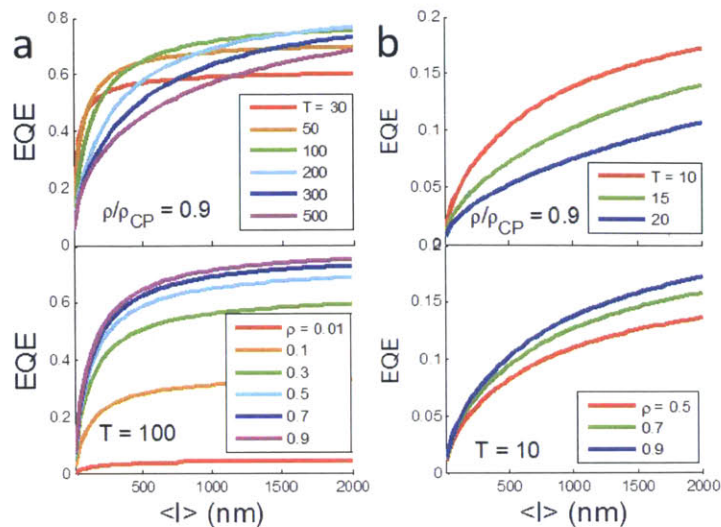 a
0.8
0.6
0.4
0.2
0
EQE
T = 30
50
100
200
300
500
ρ/ρCP = 0.9
0.6
0.4
0.2
0
EQE
ρ = 0.01
0.1
0.3
0.5
0.7
0.9
T = 100
500 1000 1500 2000
<l> (nm)
b
0.2
0.15
0.1
0.05
0
EQE
T = 10
15
20
ρ/ρCP = 0.9
0.15
0.1
0.05
0
EQE
ρ = 0.5
0.7
0.9
T = 10
500 1000 1500 2000
<l> (nm)